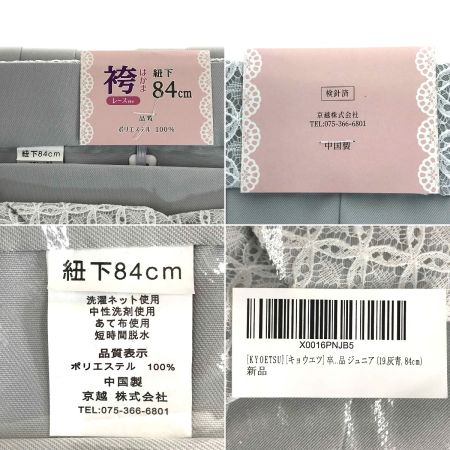 袴
はかま
レース付き
紐下
84cm
品質
ポリエステル 100%
紐下84cm
検針済
京越株式会社
TEL:075-366-6801
中国製
紐下84cm
洗濯ネット使用
中性洗剤使用
あて布使用
短時間脱水
品質表示
ポリエステル 100%
中国製
京越 株式会社
TEL:075-366-6801
X0016PNJB5
[KYOETSU][キョウエツ] 卒..品 ジュニア (19灰青, 84cm)
新品